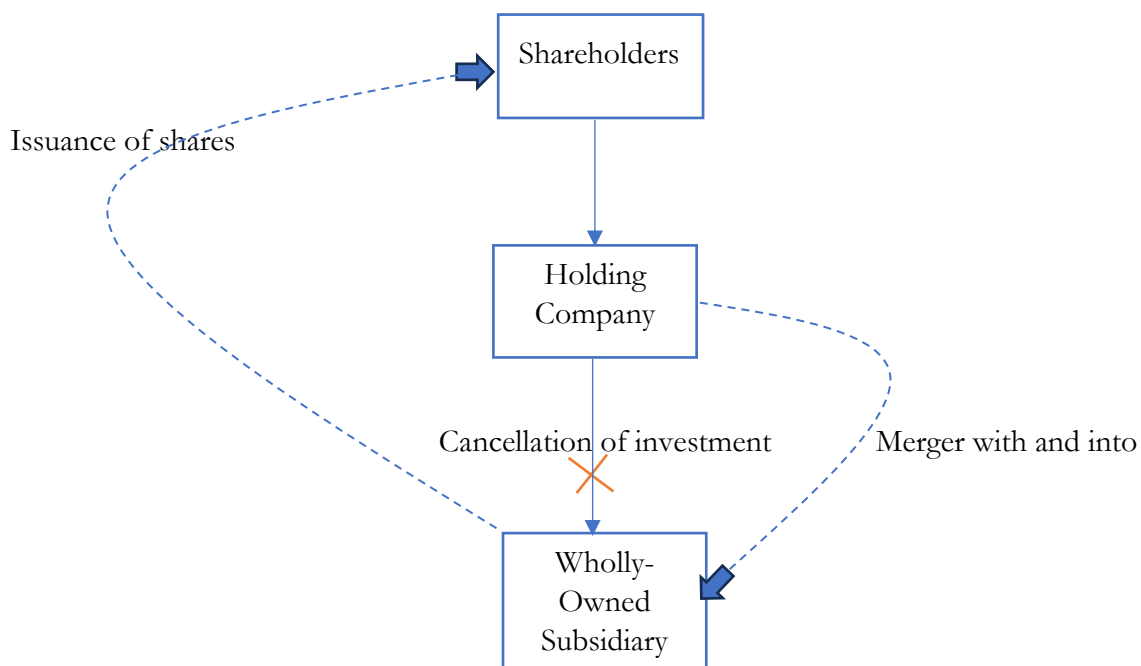 Shareholders
Issuance of shares
Holding
Company
Cancellation of investment
Merger with and into
Wholly-
Owned
Subsidiary